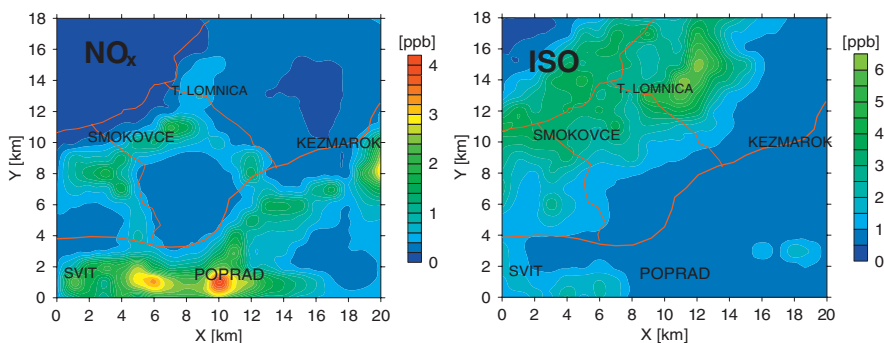 NOx
T. LOMNICA
SMOKOVCE
KEZMAROK
SVIT
POPRAD
Y [km]
18
16
14
12
10
8
6
4
2
0
0 2 4 6 8 10 12 14 16 18 20
X [km]
[ppb]
4
3
2
1
0
ISO
T. LOMNICA
SMOKOVCE
KEZMAROK
SVIT
POPRAD
Y [km]
18
16
14
12
10
8
6
4
2
0
0 2 4 6 8 10 12 14 16 18 20
X [km]
[ppb]
6
5
4
3
2
1
0